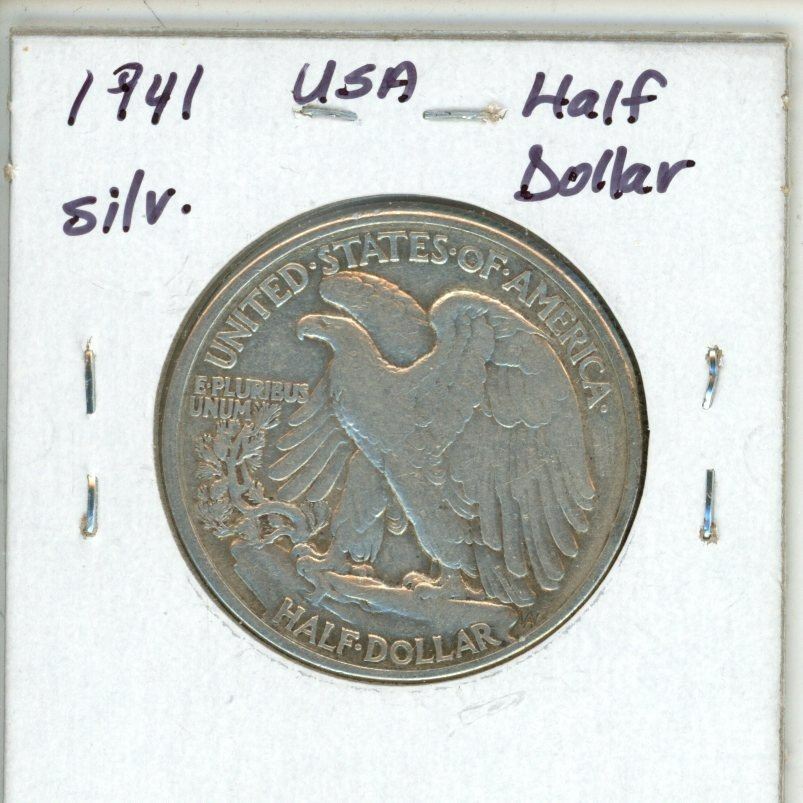 1941 USA Half
silv. Dollar
UNITED·STATES·OF·AMERICA·
E·PLURIBUS
UNUM
HALF·DOLLAR